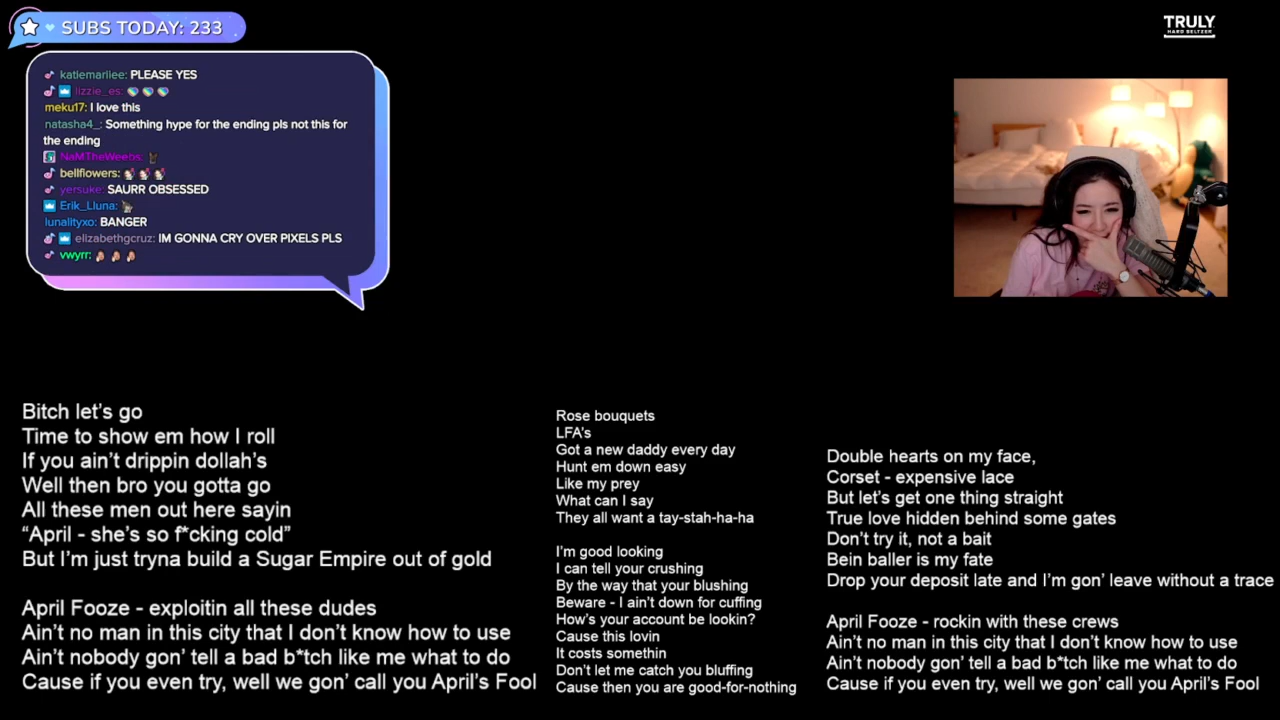 SUBS TODAY: 233
TRULY
HARD SELTZER
katiemarilee: PLEASE YES
lizzie_es:
meku17: I love this
natasha4_: Something hype for the ending pls not this for
the ending
NaMTheWeebs:
bellflowers:
yersuke: SAURR OBSESSED
Erik_Lluna:
lunalityxo: BANGER
elizabethgcruz: IM GONNA CRY OVER PIXELS PLS
vwyrr:
Bitch let’s go
Time to show em how I roll
If you ain’t drippin dollah’s
Well then bro you gotta go
All these men out here sayin
“April - she’s so f*cking cold”
But I’m just tryna build a Sugar Empire out of gold
April Fooze - exploitin all these dudes
Ain’t no man in this city that I don’t know how to use
Ain’t nobody gon’ tell a bad b*tch like me what to do
Cause if you even try, well we gon’ call you April’s Fool
Rose bouquets
LFA’s
Got a new daddy every day
Hunt em down easy
Like my prey
What can I say
They all want a tay-stah-ha-ha
I’m good looking
I can tell your crushing
By the way that your blushing
Beware - I ain’t down for cuffing
How’s your account be lookin?
Cause this lovin
It costs somethin
Don’t let me catch you bluffing
Cause then you are good-for-nothing
Double hearts on my face,
Corset - expensive lace
But let’s get one thing straight
True love hidden behind some gates
Don’t try it, not a bait
Bein baller is my fate
Drop your deposit late and I’m gon’ leave without a trace
April Fooze - rockin with these crews
Ain’t no man in this city that I don’t know how to use
Ain’t nobody gon’ tell a bad b*tch like me what to do
Cause if you even try, well we gon’ call you April’s Fool